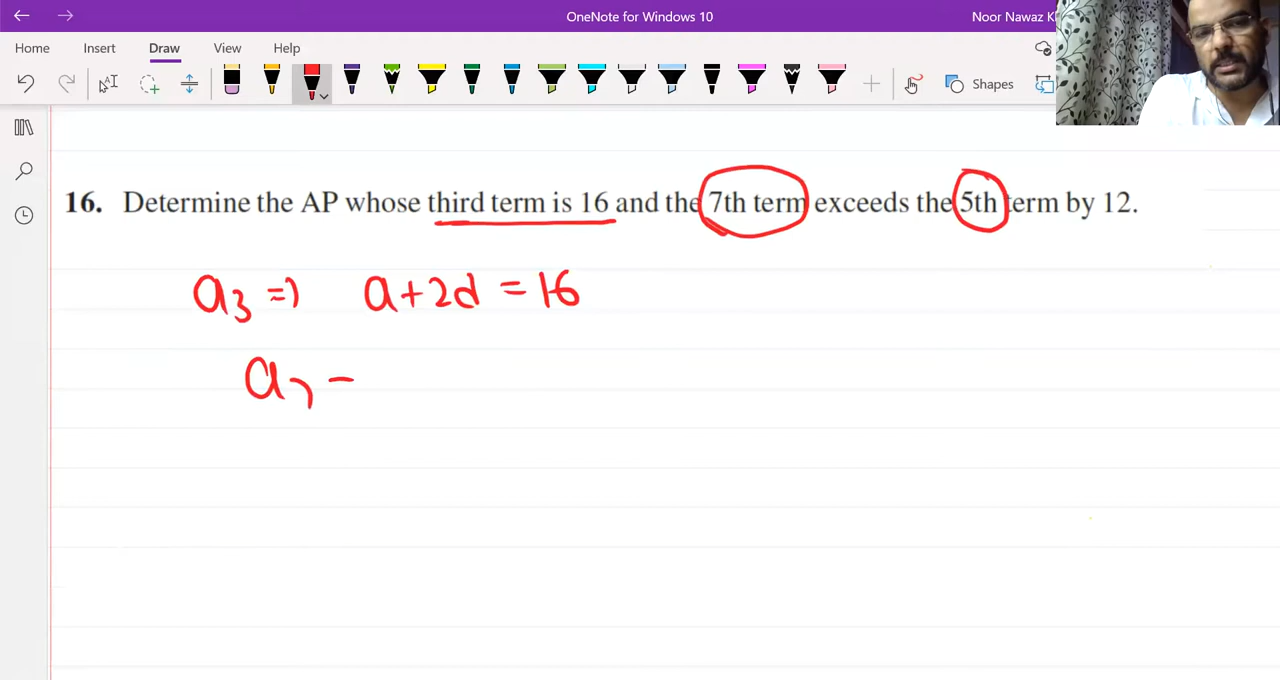 OneNote for Windows 10
Noor Nawaz
Home Insert Draw View Help
Shapes
16. Determine the AP whose third term is 16 and the 7th term exceeds the 5th term by 12.
a3 => a+2d = 16
a7 -